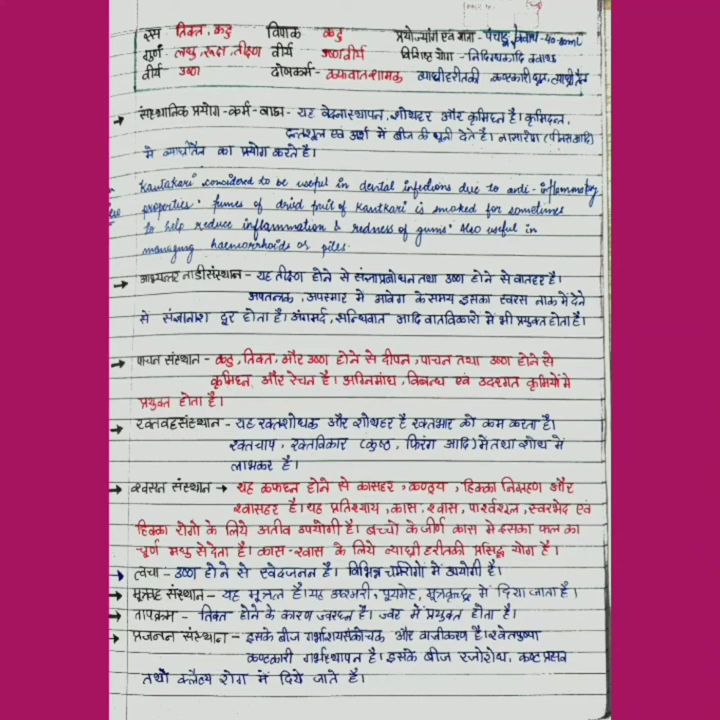 रस तिक्त, कटु विपाक कटु प्रयोज्यांग एवं मात्रा - पंचाङ्ग, क्वाथ - 40-80ml
गुण लघु, रूक्ष, तीक्ष्ण वीर्य उष्णवीर्य विशिष्ट योग - निदिग्धिकादि क्वाथ
वीर्य उष्ण दोषकर्म - कफवातशामक व्याघ्रीहरीतकी कण्टकारी घृत, व्याघ्रीतैल
→ संस्थानिक प्रयोग - कर्म - बाह्य - यह वेदनास्थापन, शोथहर और कृमिघ्न है। कृमिदन्त,
दन्तशूल एवं अर्श में बीज की धूनी देते है। नासारोग (पीनस आदि)
मे व्याघ्रीतैल का प्रयोग करते है।
Kantakari considered to be useful in dental infections due to anti-inflammatory
properties. fumes of dried fruit of Kantkari is smoked for sometimes
to help reduce inflammation & redness of gums. Also useful in
managing haemorrhoids or piles.
→ आभ्यन्तर नाडीसंस्थान - यह तीक्ष्ण होने से संज्ञाप्रबोधन तथा उष्ण होने से वातहर है।
अपतन्त्रक, अपस्मार मे आवेग के समय इसका स्वरस नाक में देने
से संज्ञानाश दूर होता है। अंगमर्द, सन्धिवात आदि वातविकारो में भी प्रयुक्त होता है।
→ पाचन संस्थान - कटु, तिक्त, और उष्ण होने से दीपन, पाचन तथा उष्ण होने से
कृमिघ्न और रेचन है। अग्निमांद्य, विबन्ध एवं उदरगत कृमियों मे
प्रयुक्त होता है।
→ रक्तवहसंस्थान - यह रक्तशोधक और शोथहर है रक्तभार को कम करता है।
रक्तचाप, रक्तविकार (कुष्ठ, फिरंग आदि) में तथा शोथ मे
लाभकर है।
→ श्वसन संस्थान → यह कफघ्न होने से कासहर, कण्ठ्य, हिक्का निग्रहण और
श्वासहर है। यह प्रतिश्याय, कास, श्वास, पार्श्वशूल, स्वरभेद एवं
हिक्का रोगो के लिये अतीव उपयोगी है। बच्चो के जीर्ण कास मे इसका फल का
चूर्ण मधु से देता है। कास-श्वास के लिये व्याघ्री हरीतकी प्रसिद्ध योग है।
→ त्वचा - उष्ण होने से स्वेदजनन है। विभिन्न चर्मरोगों में उपयोगी है।
→ मूत्रवह संस्थान - यह मूत्रल है। यह अश्मरी, पूयमेह, मूत्रकृच्छ्र में दिया जाता है।
→ तापक्रम - तिक्त होने के कारण ज्वरघ्न है। ज्वर मे प्रयुक्त होता है।
→ प्रजनन संस्थान - इसके बीज गर्भाशयसंकोचक और वाजीकरण है। श्वेतपुष्पा
कण्टकारी गर्भस्थापन है। इसके बीज रजोरोध, कष्टप्रसव
तथा क्लैव्य रोग में दिये जाते है।